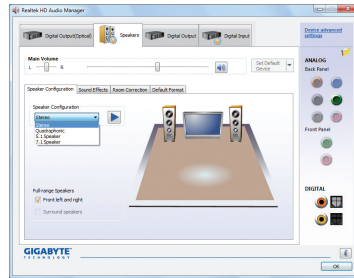 Realtek HD Audio Manager
Digital Output(Optical)
Speakers
Digital Output
Digital Input
Device advanced settings
Main Volume
L
R
Set Default Device
ANALOG
Back Panel
Speaker Configuration
Sound Effects
Room Correction
Default Format
Speaker Configuration
Stereo
Stereo
Quadraphonic
5.1 Speaker
7.1 Speaker
Front Panel
Full-range Speakers
Front left and right
Surround speakers
DIGITAL
GIGABYTE
TECHNOLOGY
i
OK